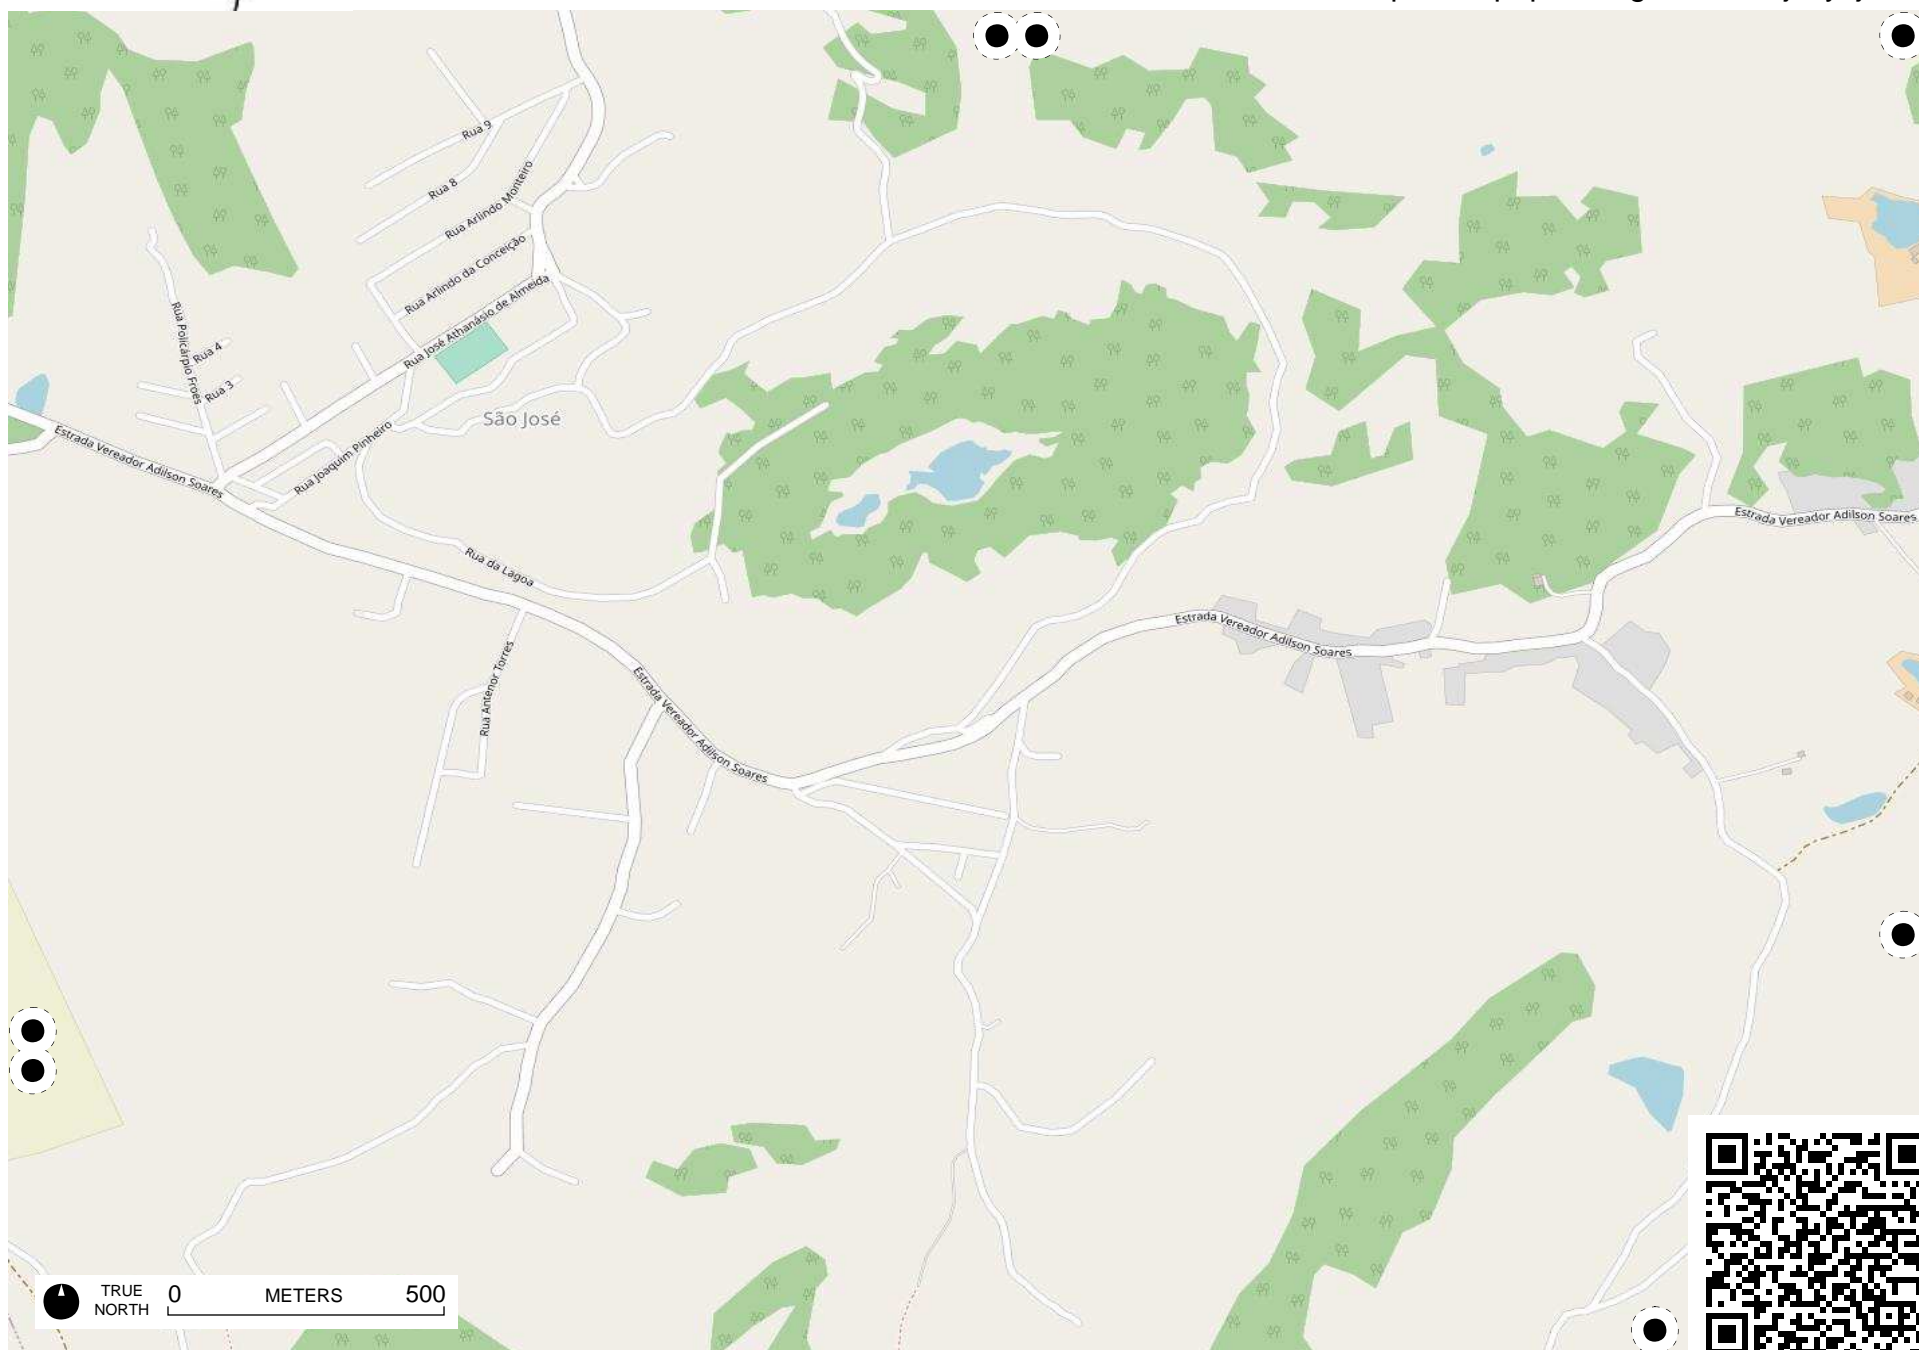 Rua 9
Rua 8
Rua Arlindo Monteiro
Rua Arlindo da Conceição
Rua José Athanásio de Almeida
Rua Policárpio Froes
Rua 4
Rua 3
São José
Estrada Vereador Adilson Soares
Rua Joaquim Pinheiro
Estrada Vereador Adilson Soares
Rua da Lagoa
Estrada Vereador Adilson Soares
Rua Antenor Torres
Estrada Vereador Adilson Soares
TRUE
NORTH
0 METERS 500